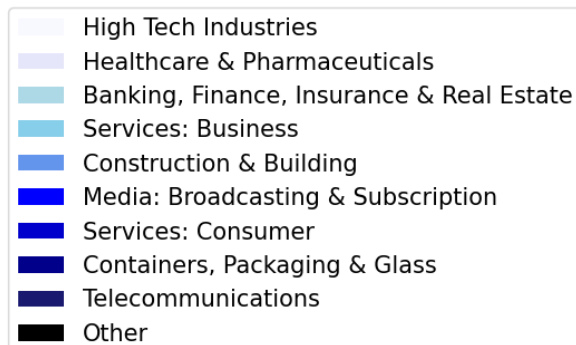 High Tech Industries
Healthcare & Pharmaceuticals
Banking, Finance, Insurance & Real Estate
Services: Business
Construction & Building
Media: Broadcasting & Subscription
Services: Consumer
Containers, Packaging & Glass
Telecommunications
Other